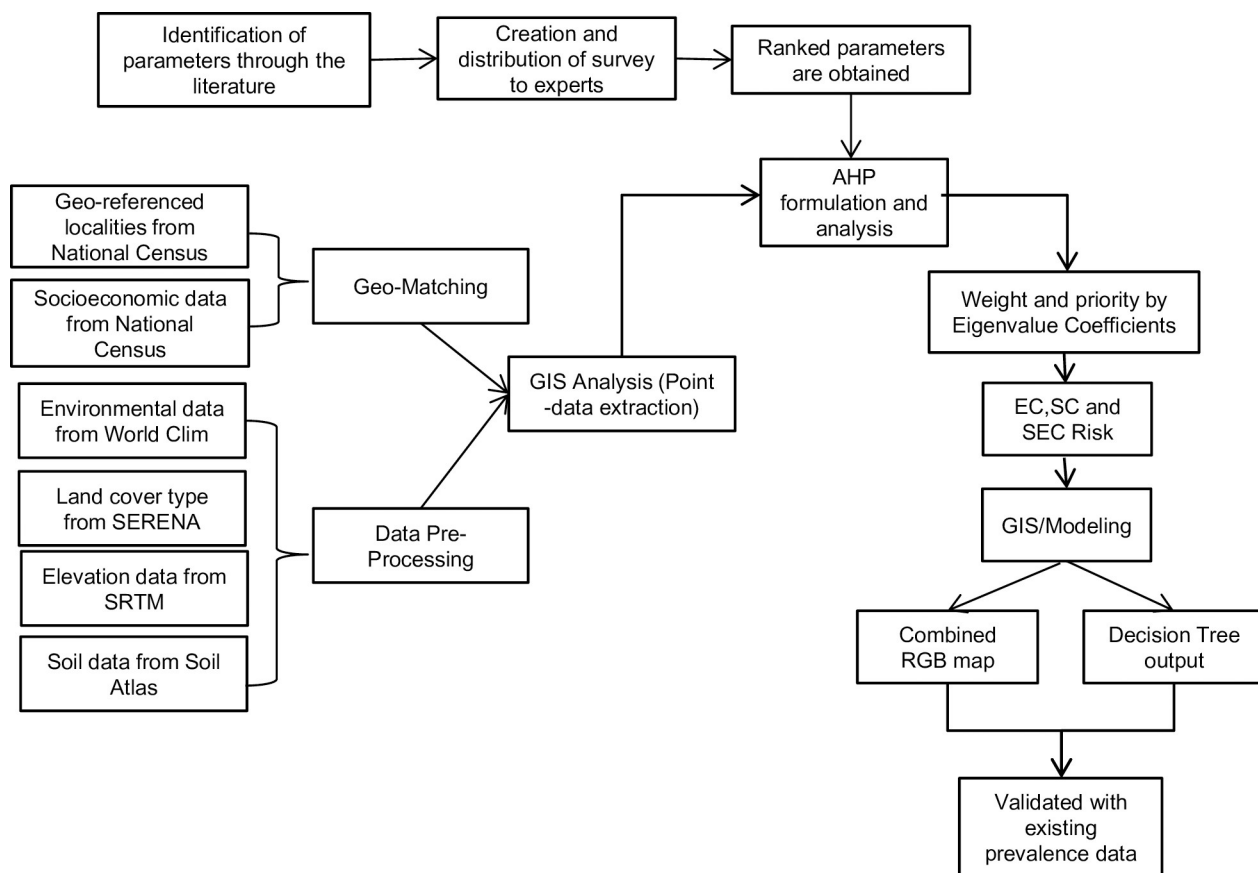 Identification of
parameters through the
literature
Creation and
distribution of survey
to experts
Ranked parameters
are obtained
AHP
formulation and
analysis
Geo-referenced
localities from
National Census
Socioeconomic data
from National
Census
Geo-Matching
Environmental data
from World Clim
Land cover type
from SERENA
Elevation data from
SRTM
Soil data from Soil
Atlas
Data Pre-
Processing
GIS Analysis (Point
-data extraction)
Weight and priority by
Eigenvalue Coefficients
EC,SC and
SEC Risk
GIS/Modeling
Combined
RGB map
Decision Tree
output
Validated with
existing
prevalence data